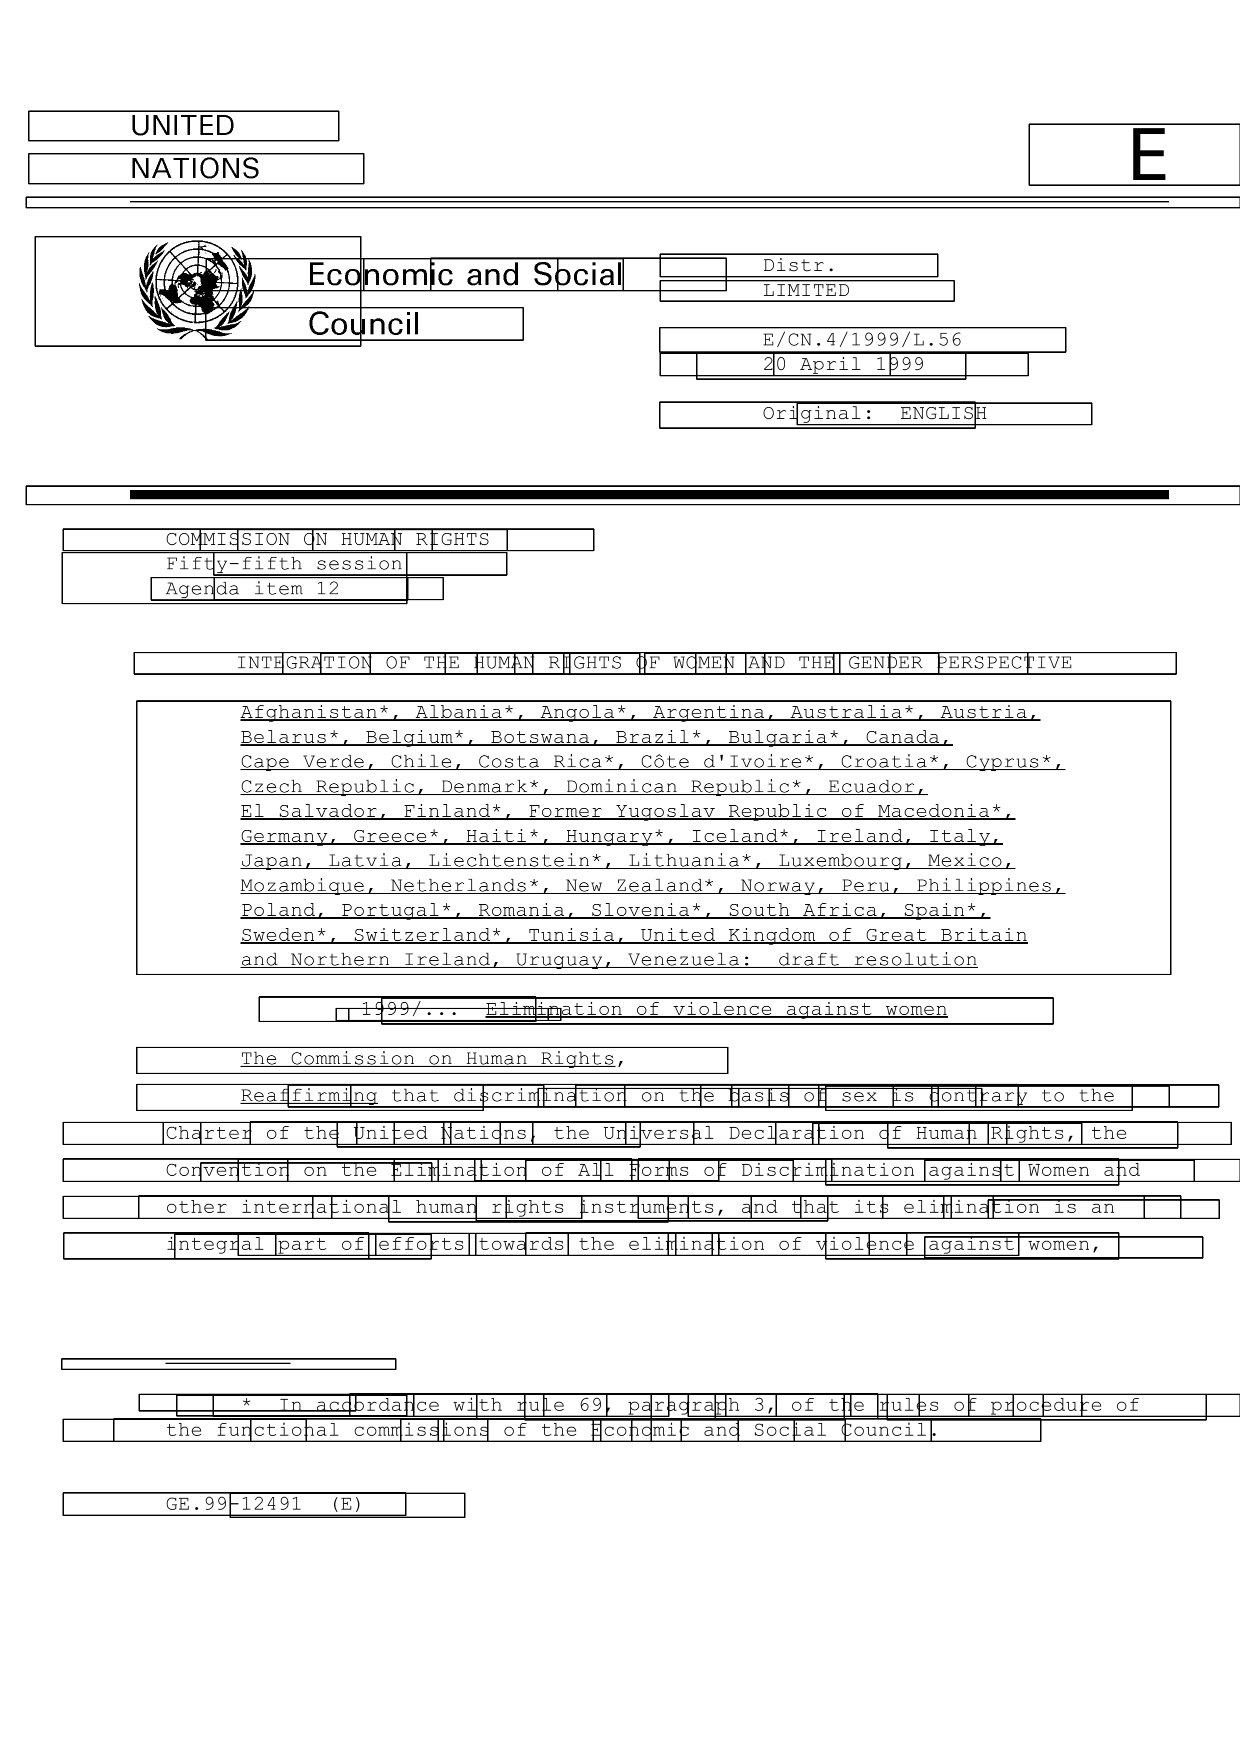 UNITED
NATIONS
E
Economic and Social
Council
Distr.
LIMITED
E/CN.4/1999/L.56
20 April 1999
Original:  ENGLISH
COMMISSION ON HUMAN RIGHTS
Fifty-fifth session
Agenda item 12
INTEGRATION OF THE HUMAN RIGHTS OF WOMEN AND THE GENDER PERSPECTIVE
Afghanistan*, Albania*, Angola*, Argentina, Australia*, Austria,
Belarus*, Belgium*, Botswana, Brazil*, Bulgaria*, Canada,
Cape Verde, Chile, Costa Rica*, Côte d'Ivoire*, Croatia*, Cyprus*,
Czech Republic, Denmark*, Dominican Republic*, Ecuador,
El Salvador, Finland*, Former Yugoslav Republic of Macedonia*,
Germany, Greece*, Haiti*, Hungary*, Iceland*, Ireland, Italy,
Japan, Latvia, Liechtenstein*, Lithuania*, Luxembourg, Mexico,
Mozambique, Netherlands*, New Zealand*, Norway, Peru, Philippines,
Poland, Portugal*, Romania, Slovenia*, South Africa, Spain*,
Sweden*, Switzerland*, Tunisia, United Kingdom of Great Britain
and Northern Ireland, Uruguay, Venezuela:  draft resolution
1999/...  Elimination of violence against women
The Commission on Human Rights,
Reaffirming that discrimination on the basis of sex is contrary to the
Charter of the United Nations, the Universal Declaration of Human Rights, the
Convention on the Elimination of All Forms of Discrimination against Women and
other international human rights instruments, and that its elimination is an
integral part of efforts towards the elimination of violence against women,
*  In accordance with rule 69, paragraph 3, of the rules of procedure of
the functional commissions of the Economic and Social Council.
GE.99-12491  (E)